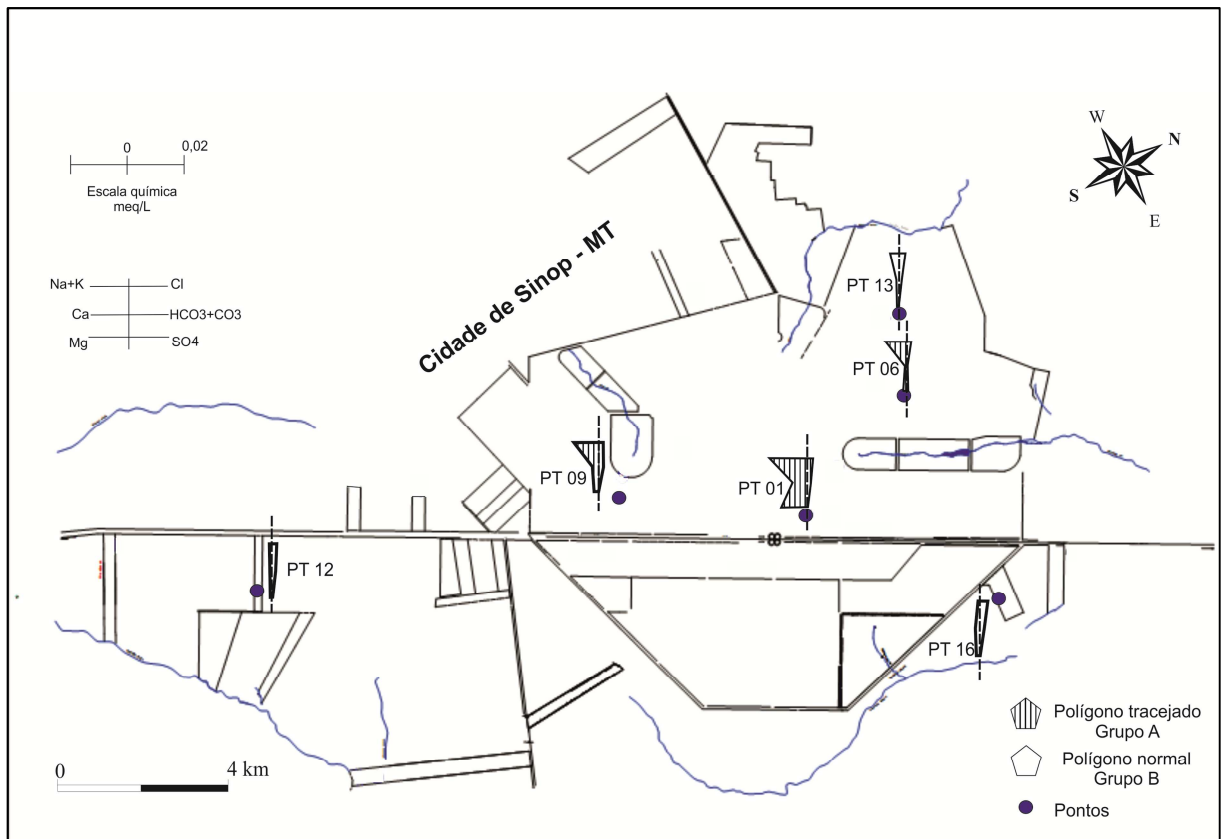 0
0,02
Escala química
meq/L
Na+K
Cl
Ca
HCO3+CO3
Mg
SO4
Cidade de Sinop - MT
W
N
S
E
PT 13
PT 06
PT 09
PT 01
PT 12
PT 16
Polígono tracejado
Grupo A
Polígono normal
Grupo B
Pontos
0
4 km